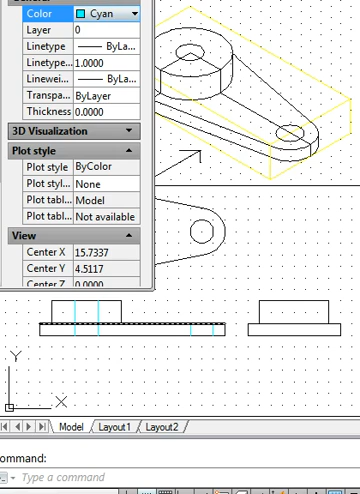 General
Color Cyan
Layer 0
Linetype ByLa...
Linetype... 1.0000
Linewei... ByLa...
Transpa... ByLayer
Thickness 0.0000
3D Visualization
Plot style
Plot style ByColor
Plot styl... None
Plot tabl... Model
Plot tabl... Not available
View
Center X 15.7337
Center Y 4.5117
Center Z 0.0000
Y
X
Model Layout1 Layout2
ommand:
Type a command